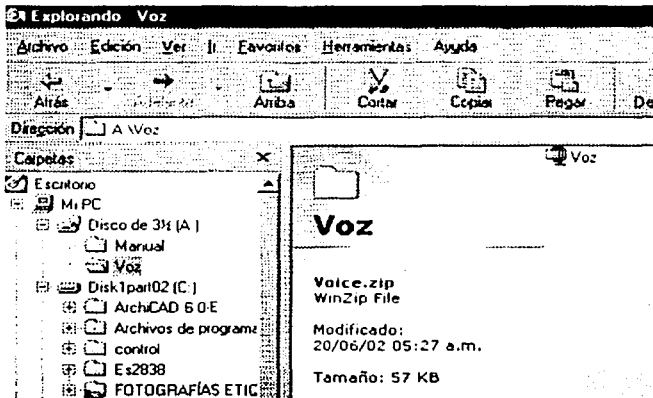 Explorando Voz
Archivo Edición Ver Ir Favoritos Herramientas Ayuda
Atrás Arriba Cortar Copiar Pegar De
Dirección A:\Voz
Carpetas
Voz
Escritorio
Mi PC
Disco de 3½ (A:)
Manual
Voz
Disk1part02 (C:)
ArchiCAD 6.0-E
Archivos de programa
control
Es2838
FOTOGRAFÍAS ETIC
Voz
Voice.zip
WinZip File
Modificado:
20/06/02 05:27 a.m.
Tamaño: 57 KB